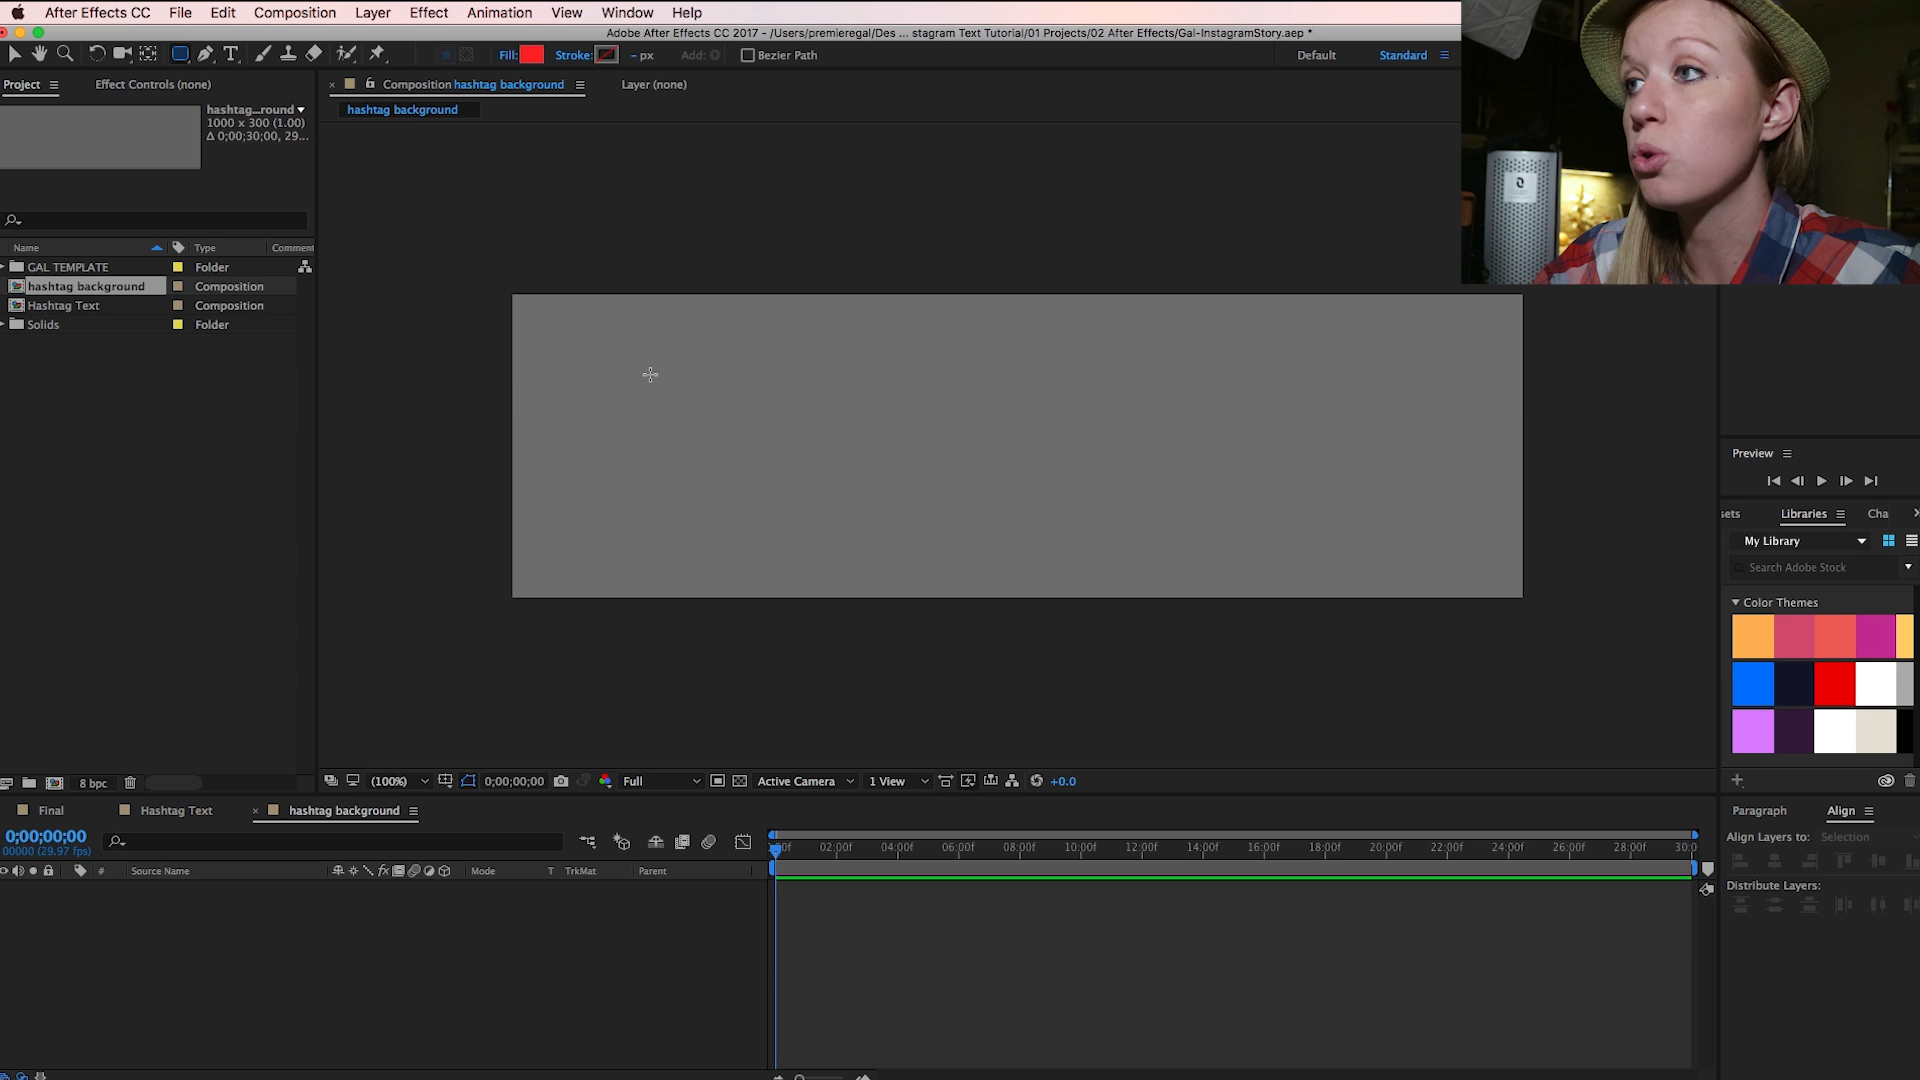 After Effects CC File Edit Composition Layer Effect Animation View Window Help
Adobe After Effects CC 2017 - /Users/premieregal/Des ... stagram Text Tutorial/01 Projects/02 After Effects/Gal-InstagramStory.aep *
T Fill: Stroke: - px Add: Bezier Path Default Standard
Project Effect Controls (none) × Composition hashtag background Layer (none)
hashtag background
hashtag...round
1000 x 300 (1.00)
Δ 0;00;30;00, 29...
Name Type Comment
GAL TEMPLATE Folder
hashtag background Composition
Hashtag Text Composition
Solids Folder
Preview
sets Libraries Cha
My Library
Search Adobe Stock
Color Themes
8 bpc (100%) 0;00;00;00 Full Active Camera 1 View +0.0
Final Hashtag Text × hashtag background
Paragraph Align
0;00;00;00
00000 (29.97 fps)
Align Layers to: Selection
:00f 02:00f 04:00f 06:00f 08:00f 10:00f 12:00f 14:00f 16:00f 18:00f 20:00f 22:00f 24:00f 26:00f 28:00f 30:0
# Source Name Mode T TrkMat Parent
Distribute Layers: